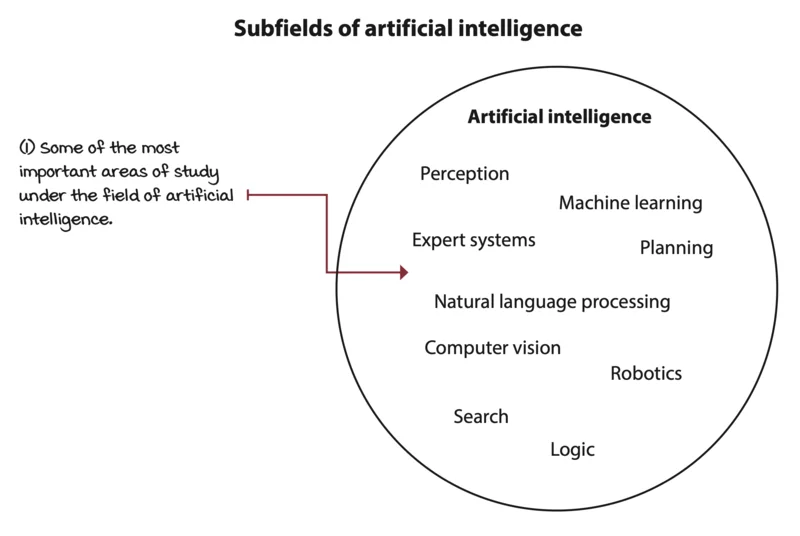 Subfields of artificial intelligence
(1) Some of the most
important areas of study
under the field of artificial
intelligence.
Artificial intelligence
Perception
Machine learning
Expert systems
Planning
Natural language processing
Computer vision
Robotics
Search
Logic